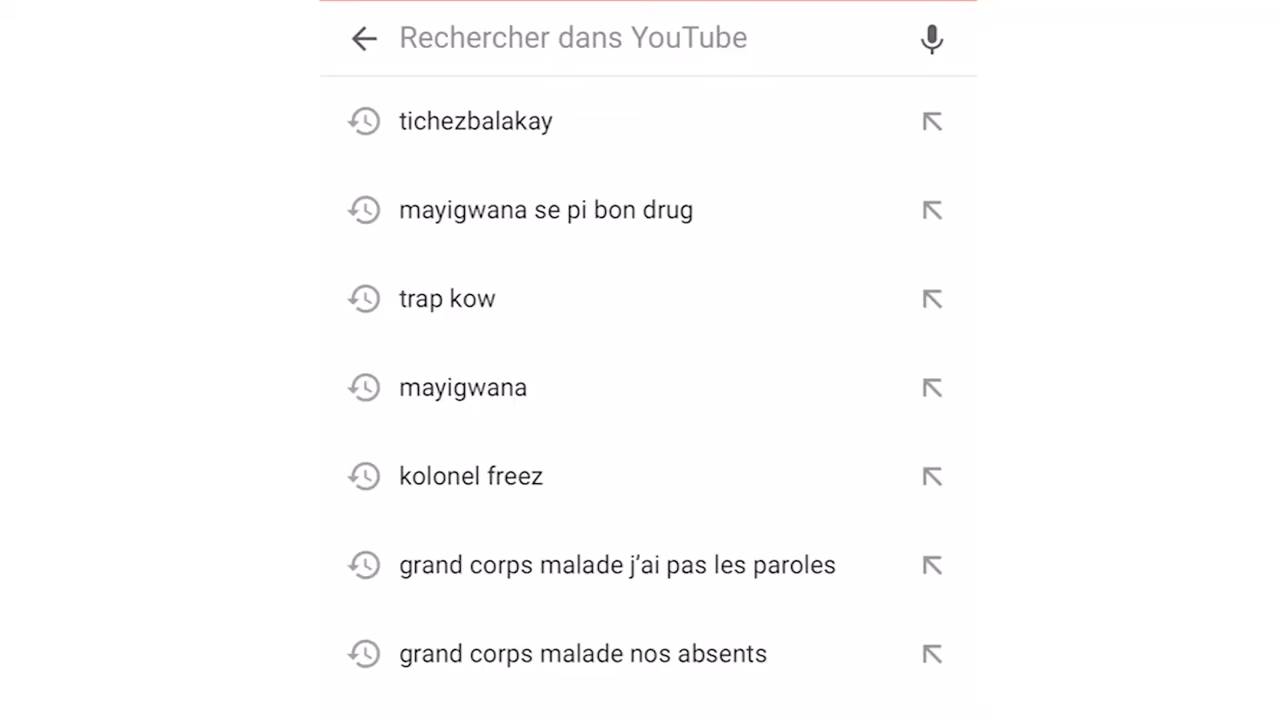 Rechercher dans YouTube
tichezbalakay
mayigwana se pi bon drug
trap kow
mayigwana
kolonel freez
grand corps malade j’ai pas les paroles
grand corps malade nos absents